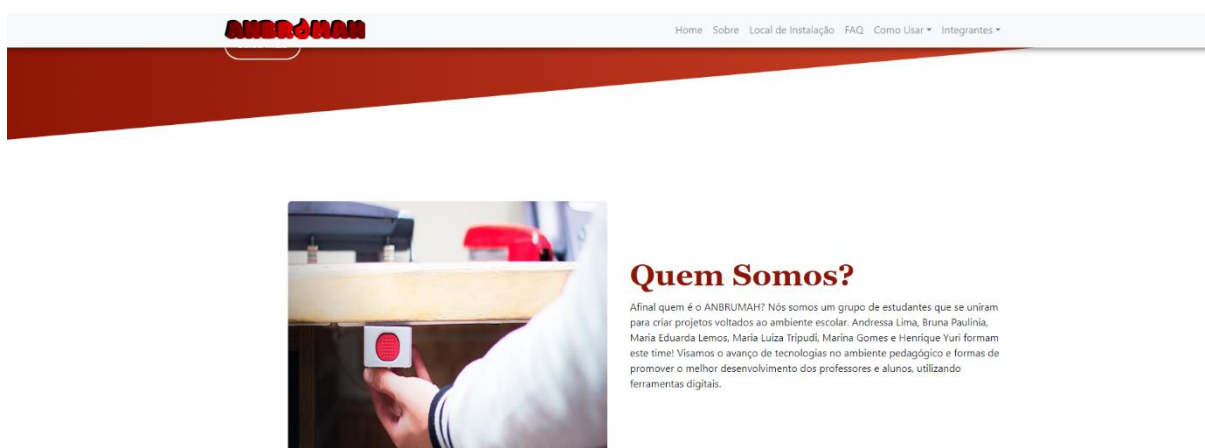 ANBRUMAH
Home Sobre Local de Instalação FAQ Como Usar Integrantes
Quem Somos?
Afinal quem é o ANBRUMAH? Nós somos um grupo de estudantes que se uniram
para criar projetos voltados ao ambiente escolar. Andressa Lima, Bruna Paulinia,
Maria Eduarda Lemos, Maria Luiza Tripudi, Marina Gomes e Henrique Yuri formam
este time! Visamos o avanço de tecnologias no ambiente pedagógico e formas de
promover o melhor desenvolvimento dos professores e alunos, utilizando
ferramentas digitais.